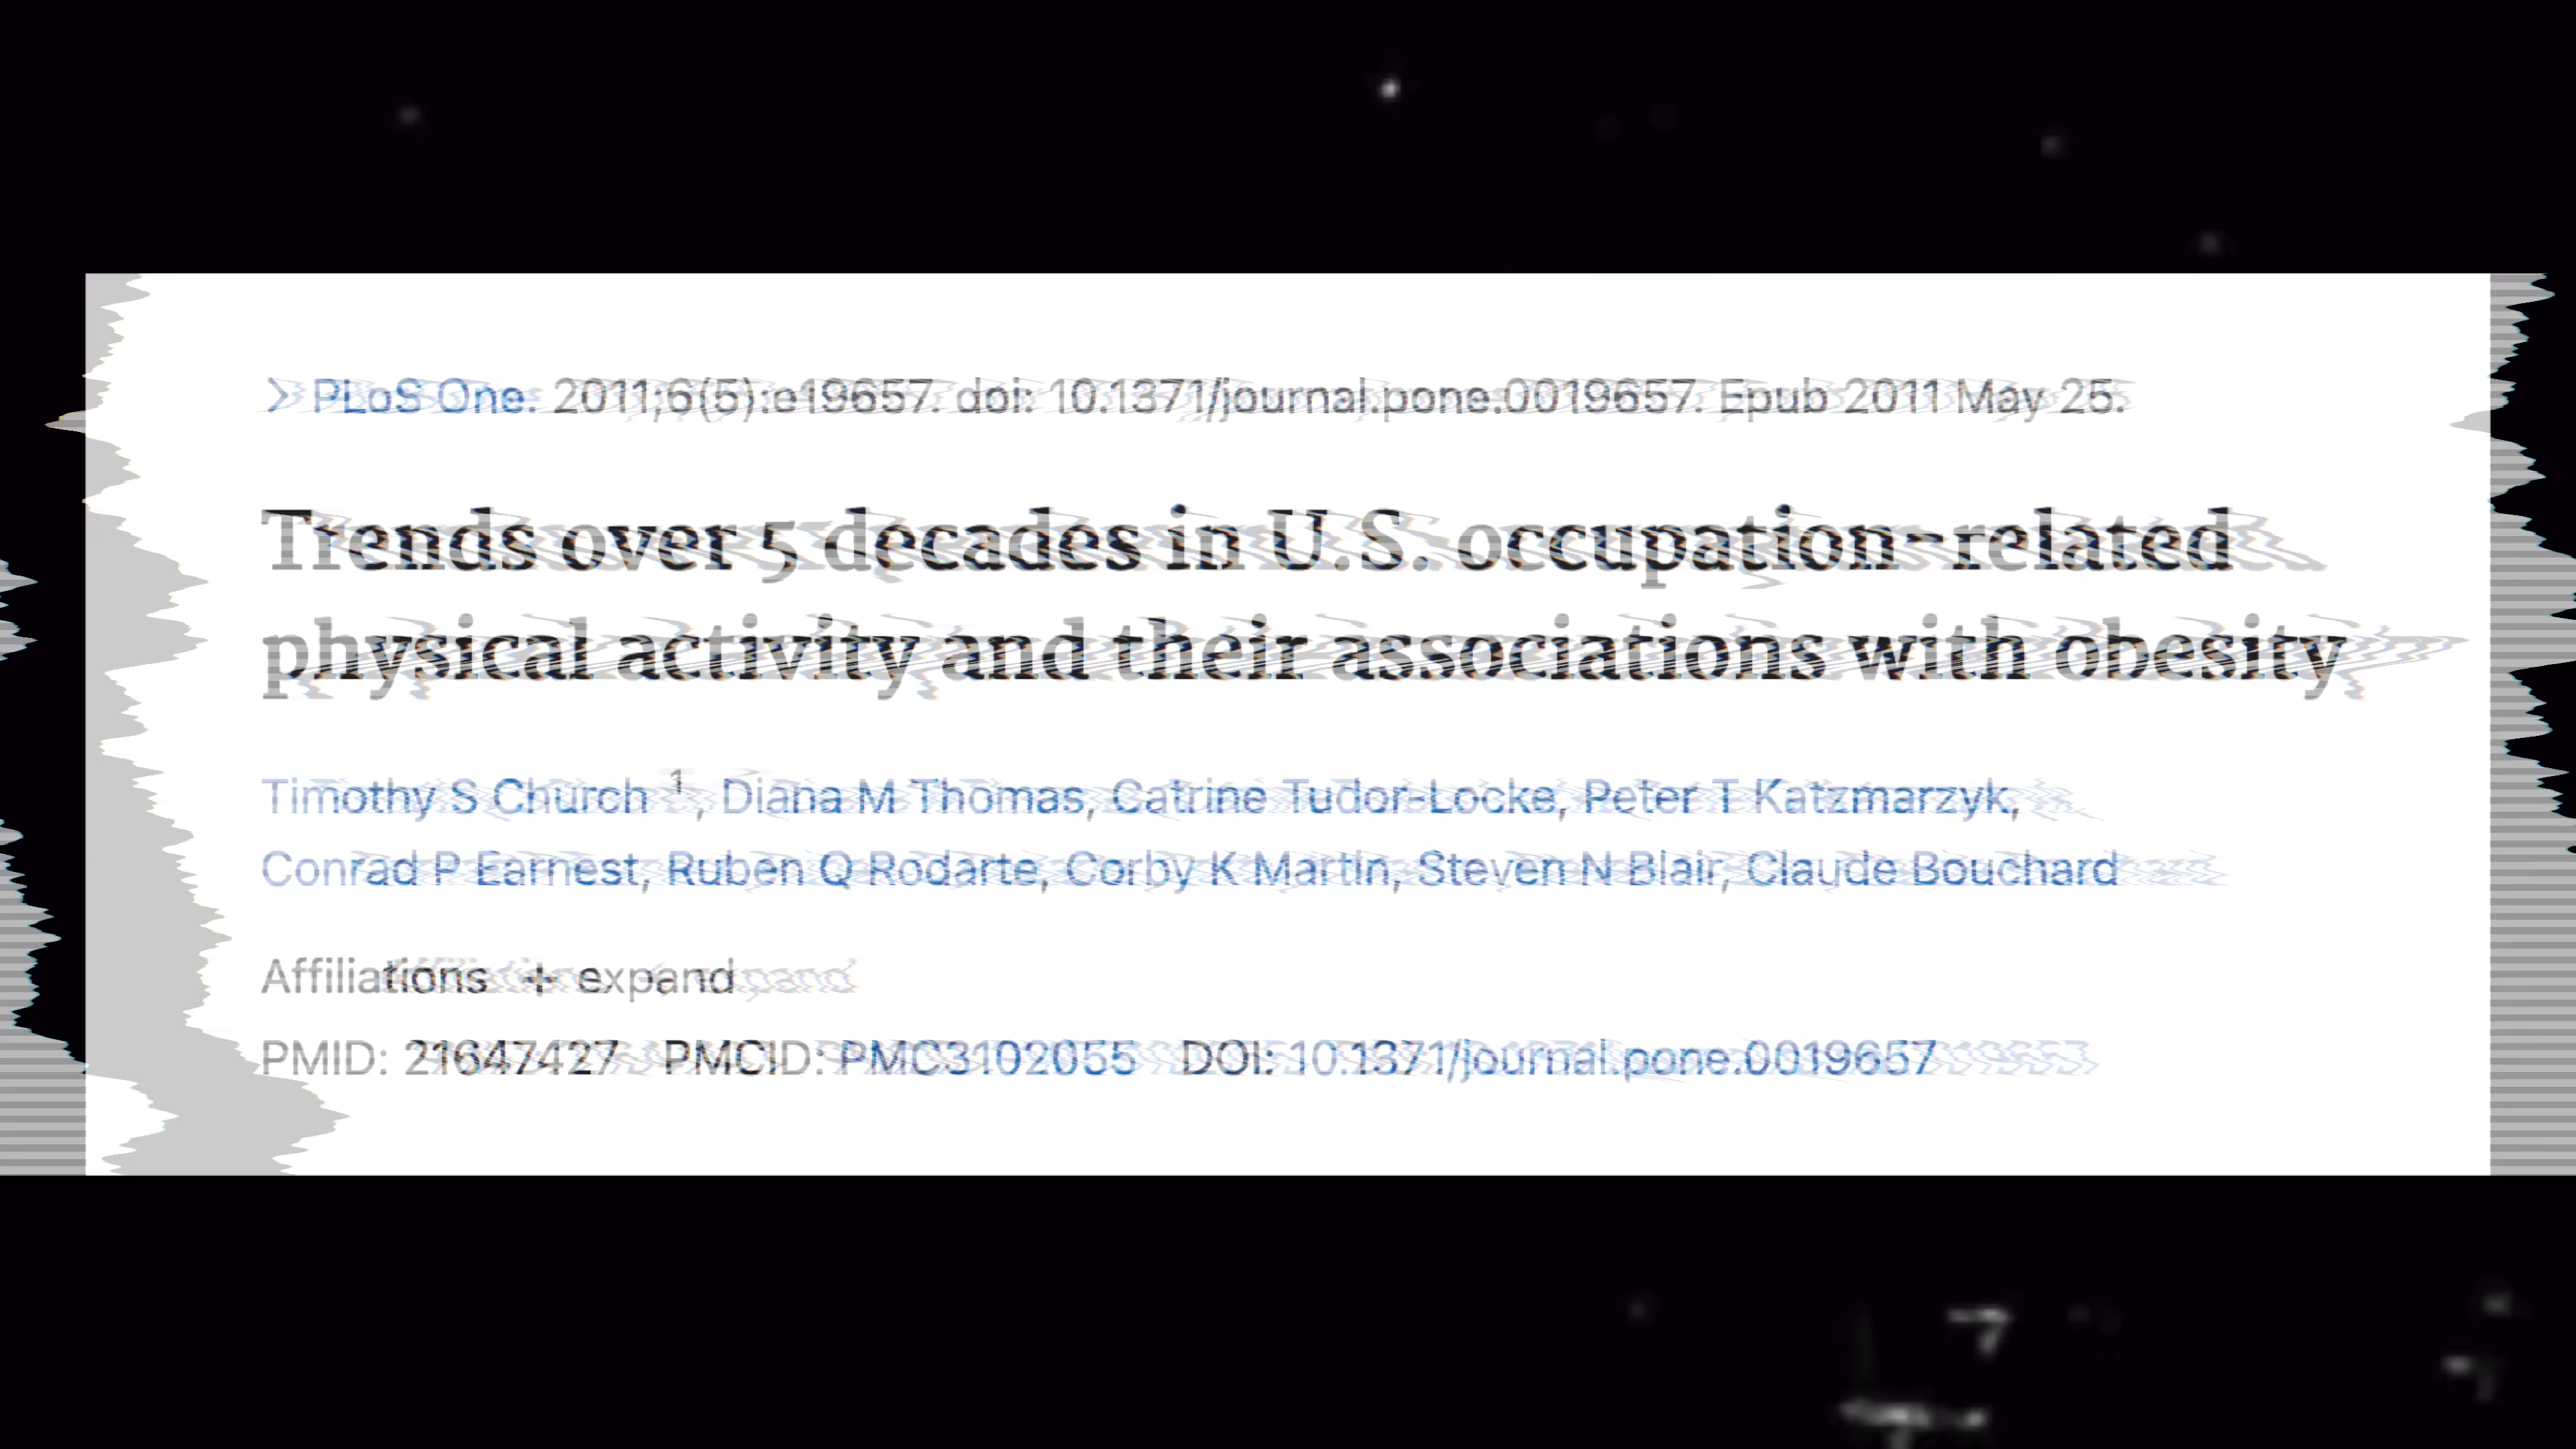 > PLoS One. 2011;6(5):e19657. doi: 10.1371/journal.pone.0019657. Epub 2011 May 25.
Trends over 5 decades in U.S. occupation-related
physical activity and their associations with obesity
Timothy S Church 1, Diana M Thomas, Catrine Tudor-Locke, Peter T Katzmarzyk,
Conrad P Earnest, Ruben Q Rodarte, Corby K Martin, Steven N Blair, Claude Bouchard
Affiliations + expand
PMID: 21647427 PMCID: PMC3102055 DOI: 10.1371/journal.pone.0019657